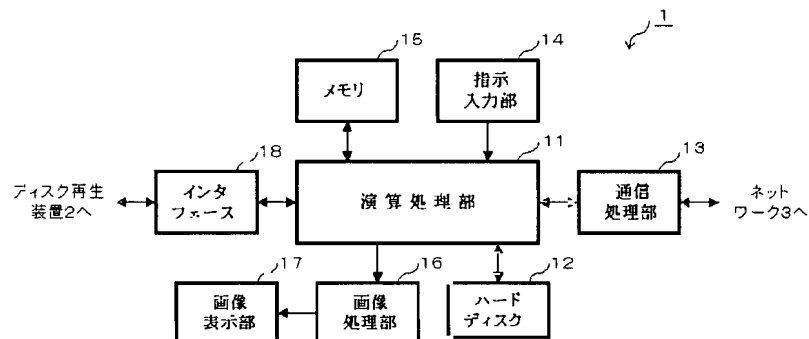 1
15
14
メモリ
指示
入力部
18
11
13
ディスク再生
装置2へ
インタ
フェース
演算処理部
通信
処理部
ネット
ワーク3へ
17
16
12
画像
表示部
画像
処理部
ハード
ディスク